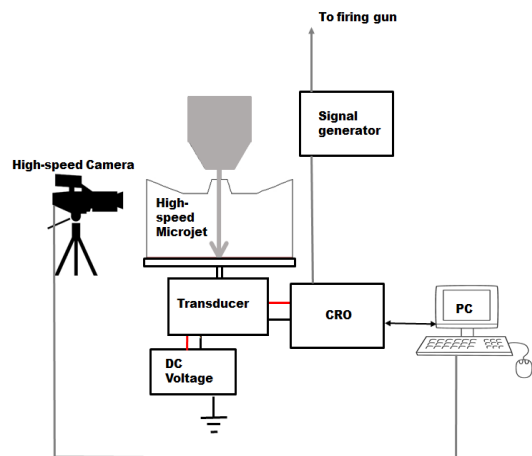 To firing gun
Signal
generator
High-speed Camera
High-
speed
Microjet
Transducer
CRO
PC
DC
Voltage